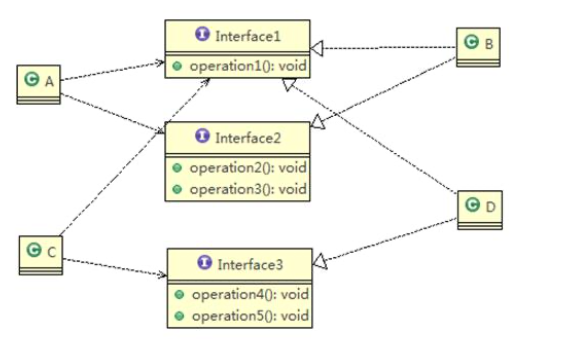 I Interface1
C B
operation1(): void
C A
I Interface2
operation2(): void
operation3(): void
C D
C C
I Interface3
operation4(): void
operation5(): void